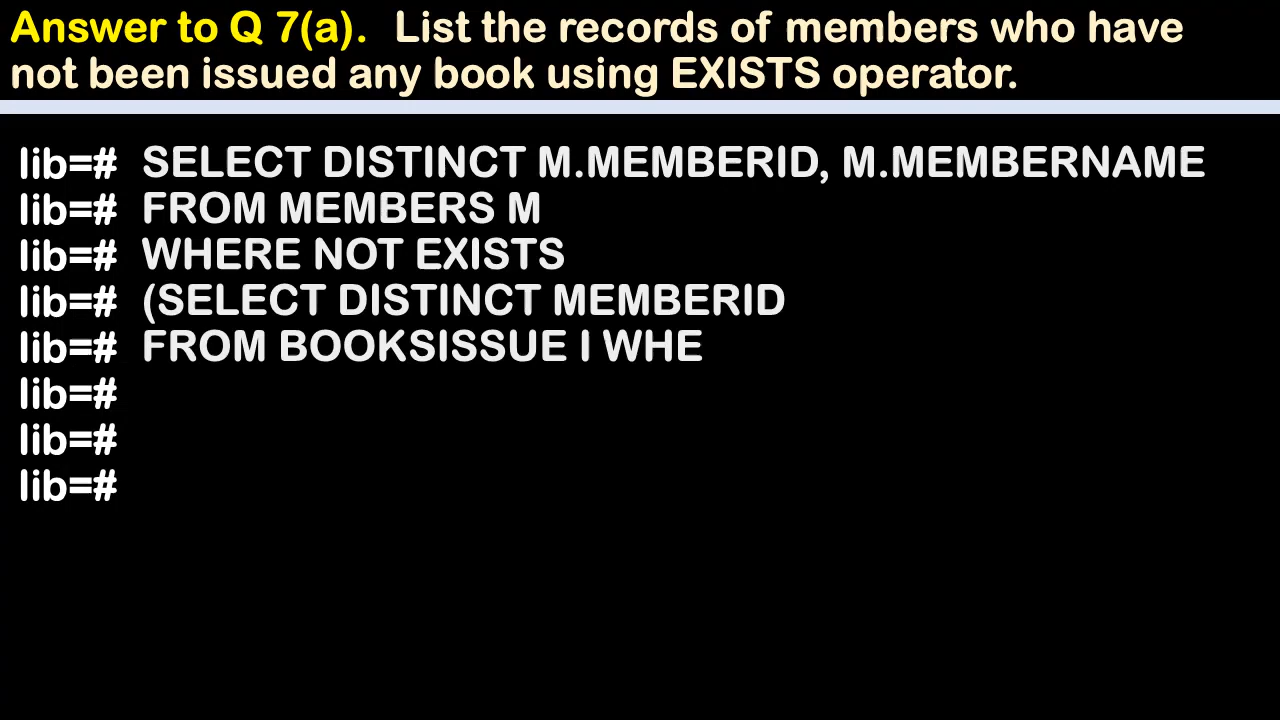 Answer to Q 7(a). List the records of members who have
not been issued any book using EXISTS operator.
lib=# SELECT DISTINCT M.MEMBERID, M.MEMBERNAME
lib=# FROM MEMBERS M
lib=# WHERE NOT EXISTS
lib=# (SELECT DISTINCT MEMBERID
lib=# FROM BOOKSISSUE I WHE
lib=#
lib=#
lib=#